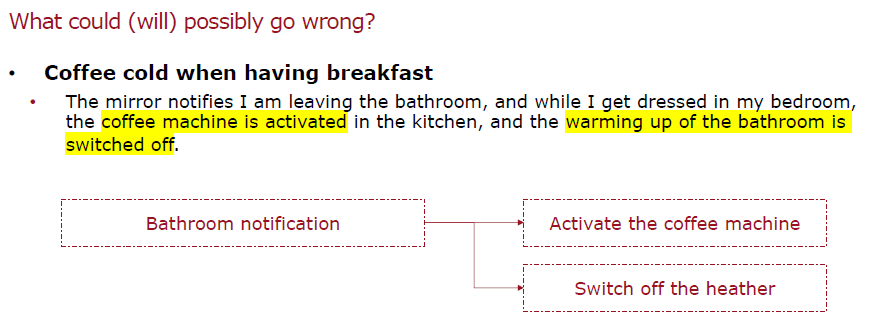 What could (will) possibly go wrong?
• Coffee cold when having breakfast
• The mirror notifies I am leaving the bathroom, and while I get dressed in my bedroom,
the coffee machine is activated in the kitchen, and the warming up of the bathroom is
switched off.
Bathroom notification
Activate the coffee machine
Switch off the heather